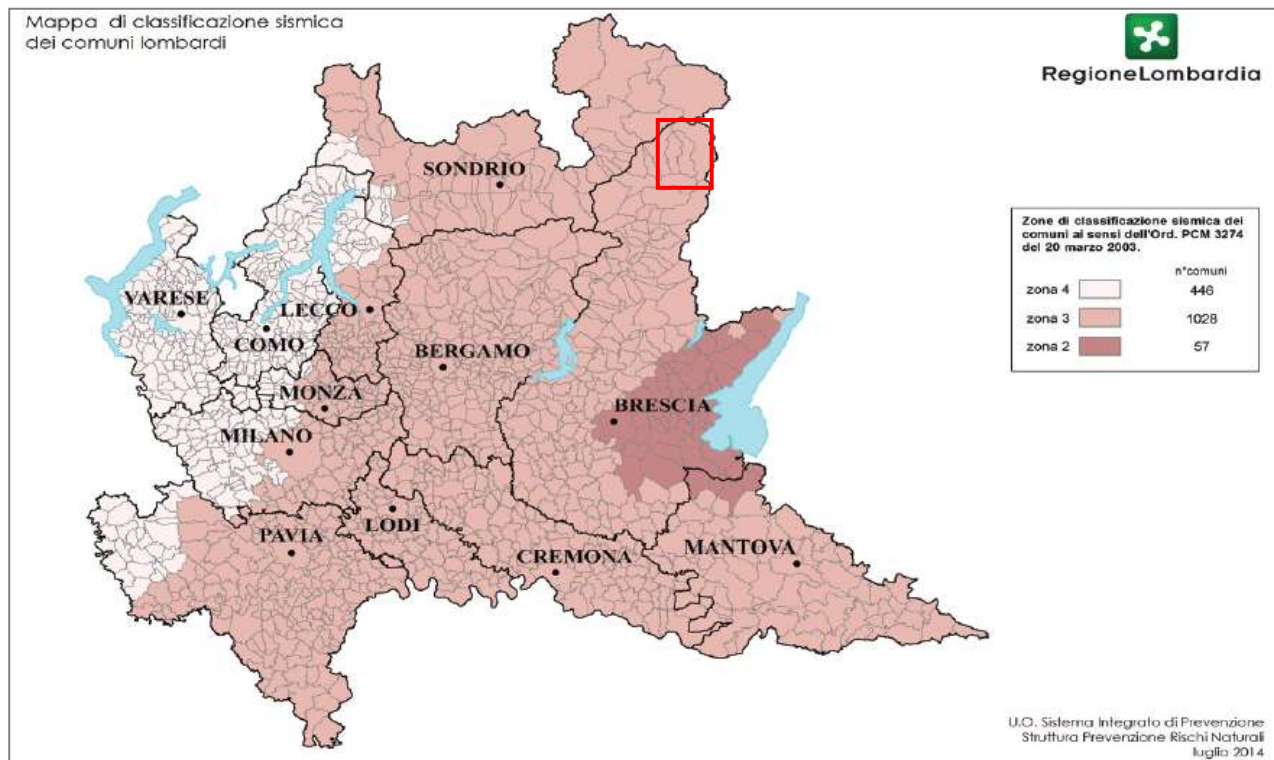 Mappa di classificazione sismica
dei comuni lombardi
RegioneLombardia
SONDRIO
VARESE
LECCO
COMO
BERGAMO
MONZA
BRESCIA
MILANO
LODI
PAVIA
CREMONA
MANTOVA
Zone di classificazione sismica dei
comuni ai sensi dell'Ord. PCM 3274
del 20 marzo 2003.
n°comuni
zona 4 446
zona 3 1028
zona 2 57
U.O. Sistema Integrato di Prevenzione
Struttura Prevenzione Rischi Naturali
luglio 2014